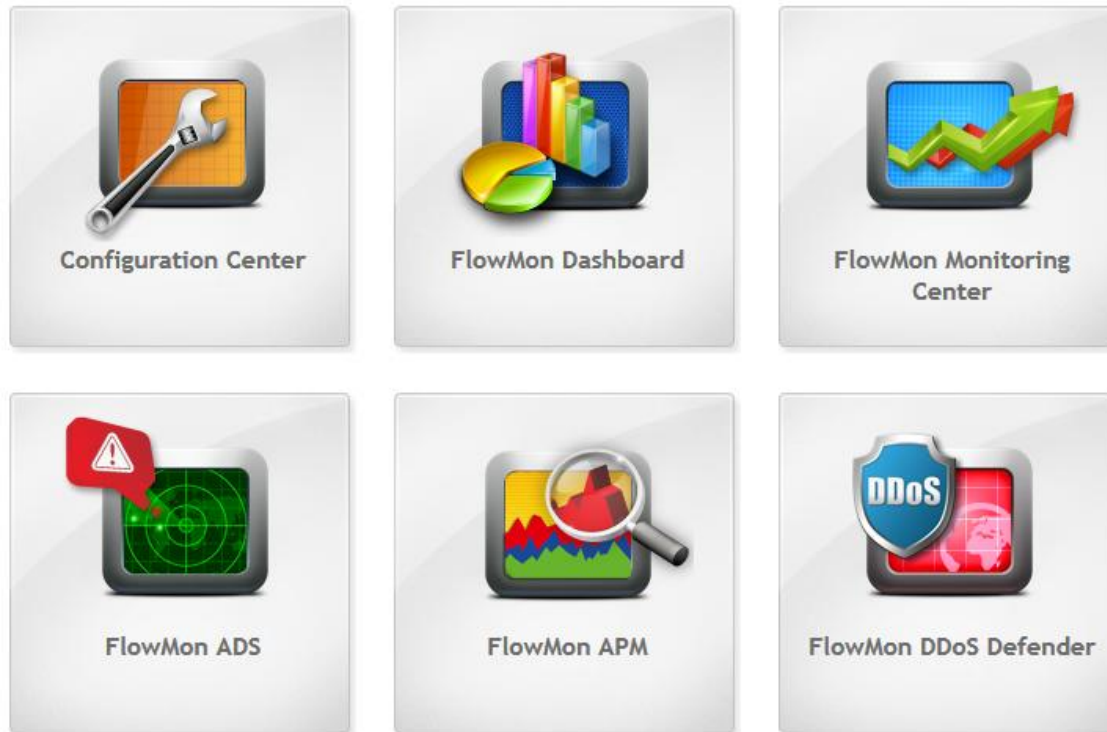 Configuration Center
FlowMon Dashboard
FlowMon Monitoring
Center
FlowMon ADS
FlowMon APM
DDoS
FlowMon DDoS Defender